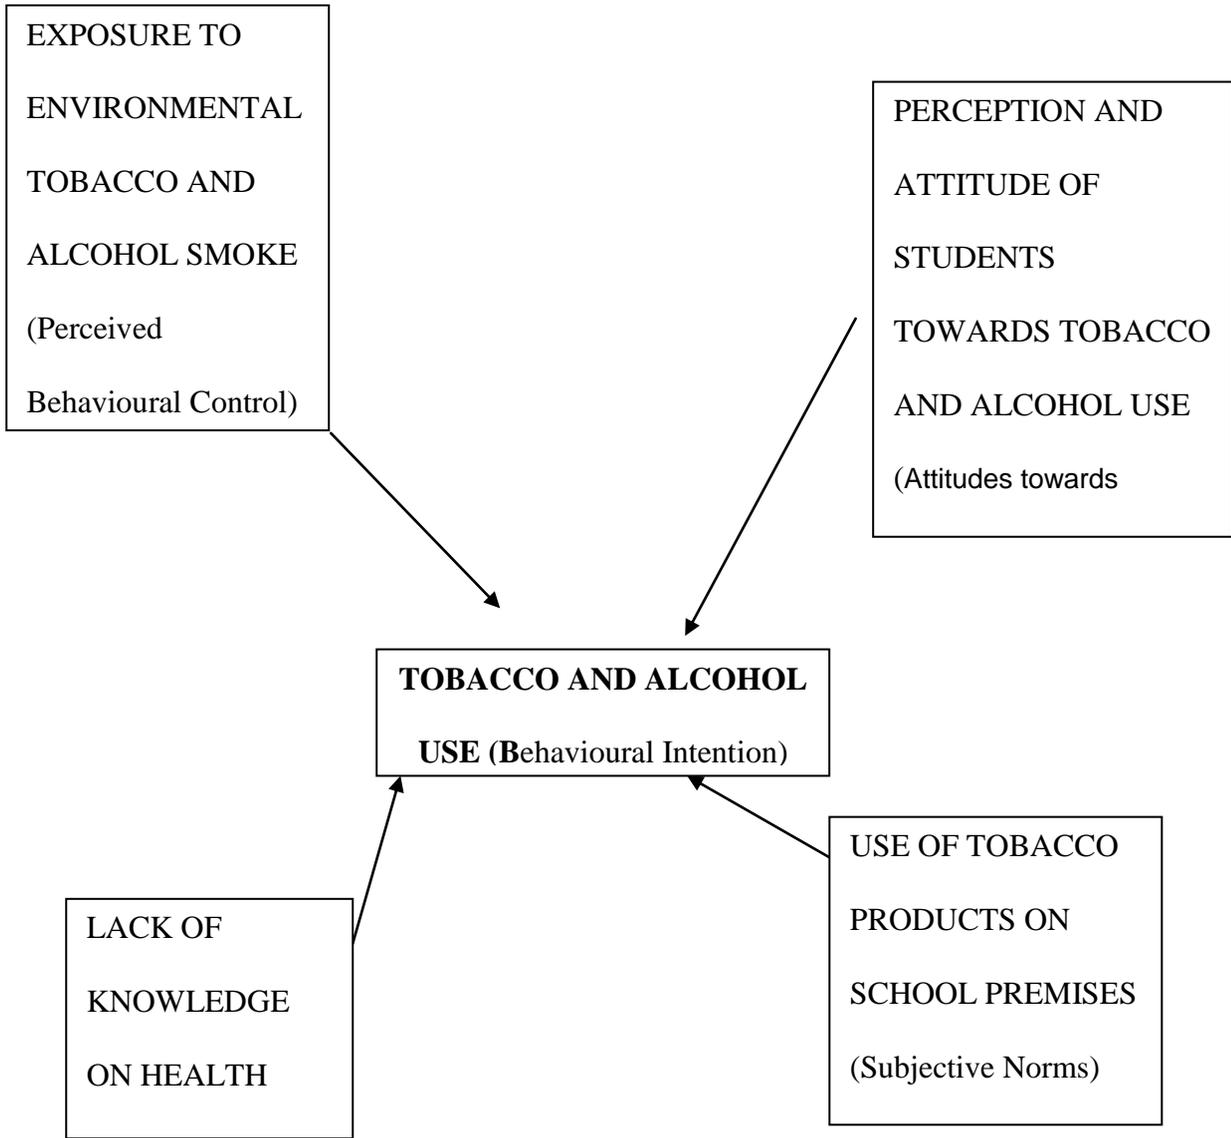 EXPOSURE TO
ENVIRONMENTAL
TOBACCO AND
ALCOHOL SMOKE
(Perceived
Behavioural Control)
PERCEPTION AND
ATTITUDE OF
STUDENTS
TOWARDS TOBACCO
AND ALCOHOL USE
(Attitudes towards
TOBACCO AND ALCOHOL
USE (Behavioural Intention)
LACK OF
KNOWLEDGE
ON HEALTH
USE OF TOBACCO
PRODUCTS ON
SCHOOL PREMISES
(Subjective Norms)